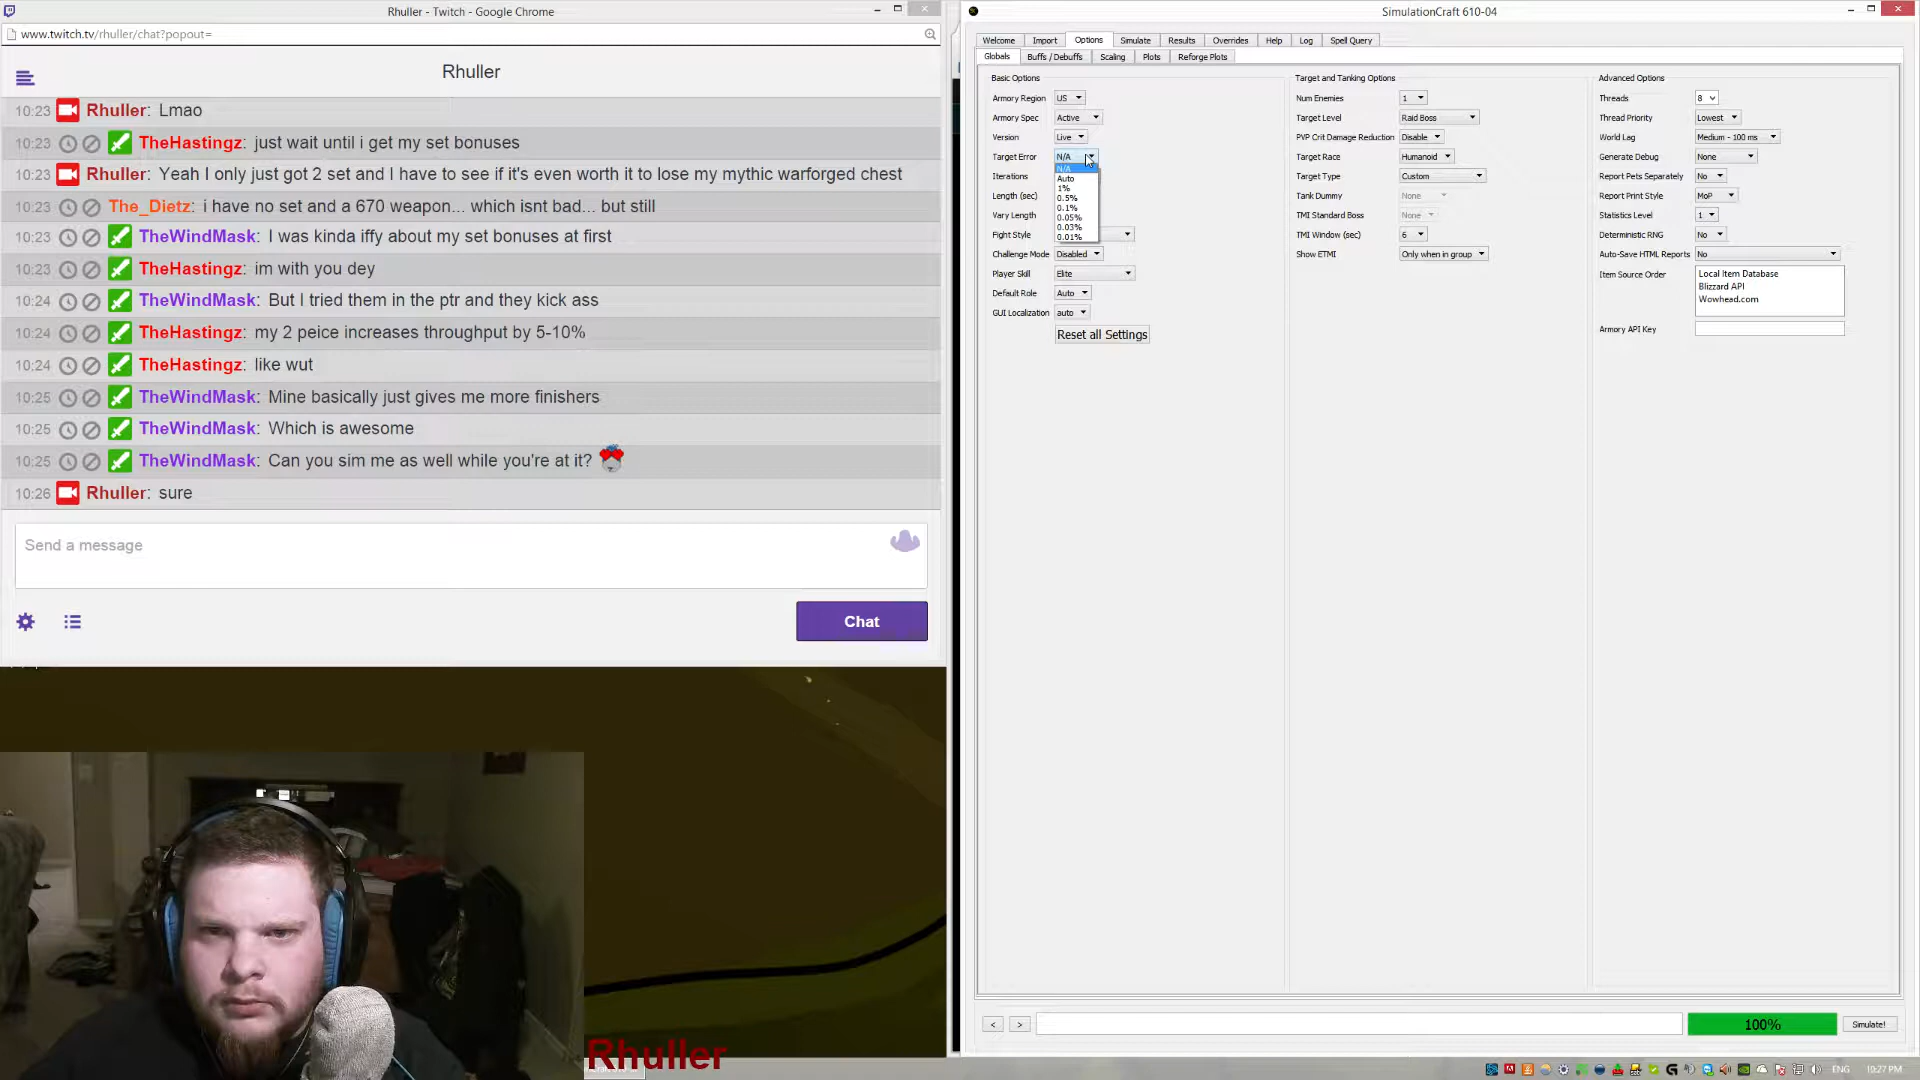 Rhuller - Twitch - Google Chrome
www.twitch.tv/rhuller/chat?popout=
Rhuller
10:23 Rhuller: Lmao
10:23 TheHastingz: just wait until i get my set bonuses
10:23 Rhuller: Yeah I only just got 2 set and I have to see if it's even worth it to lose my mythic warforged chest
10:23 The_Dietz: i have no set and a 670 weapon... which isnt bad... but still
10:23 TheWindMask: I was kinda iffy about my set bonuses at first
10:23 TheHastingz: im with you dey
10:24 TheWindMask: But I tried them in the ptr and they kick ass
10:24 TheHastingz: my 2 peice increases throughput by 5-10%
10:24 TheHastingz: like wut
10:25 TheWindMask: Mine basically just gives me more finishers
10:25 TheWindMask: Which is awesome
10:25 TheWindMask: Can you sim me as well while you're at it?
10:26 Rhuller: sure
Send a message
Chat
Rhuller
SimulationCraft 610-04
Welcome Import Options Simulate Results Overrides Help Log Spell Query
Globals Buffs / Debuffs Scaling Plots Reforge Plots
Basic Options
Armory Region US
Armory Spec Active
Version Live
Target Error N/A
N/A
Auto
1%
0.5%
0.1%
0.05%
0.03%
0.01%
Iterations
Length (sec)
Vary Length
Fight Style
Challenge Mode Disabled
Player Skill Elite
Default Role Auto
GUI Localization auto
Reset all Settings
Target and Tanking Options
Num Enemies 1
Target Level Raid Boss
PVP Crit Damage Reduction Disable
Target Race Humanoid
Target Type Custom
Tank Dummy None
TMI Standard Boss None
TMI Window (sec) 6
Show ETMI Only when in group
Advanced Options
Threads 8
Thread Priority Lowest
World Lag Medium - 100 ms
Generate Debug None
Report Pets Separately No
Report Print Style MoP
Statistics Level 1
Deterministic RNG No
Auto-Save HTML Reports No
Item Source Order
Local Item Database
Blizzard API
Wowhead.com
Armory API Key
< > 100% Simulate!
ENG 10:27 PM